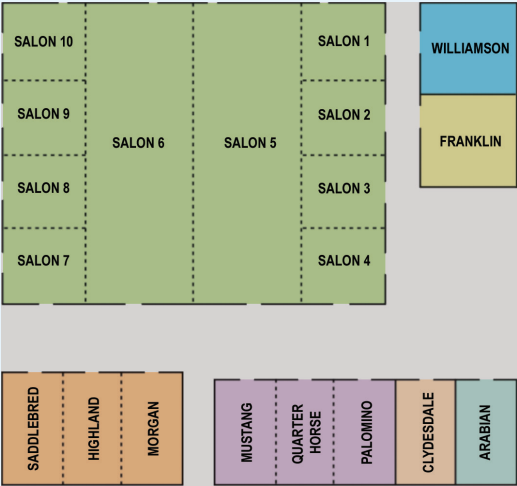 SALON 10
SALON 1
WILLIAMSON
SALON 9
SALON 2
SALON 6
SALON 5
FRANKLIN
SALON 8
SALON 3
SALON 7
SALON 4
SADDLEBRED
HIGHLAND
MORGAN
MUSTANG
QUARTER
HORSE
PALOMINO
CLYDESDALE
ARABIAN